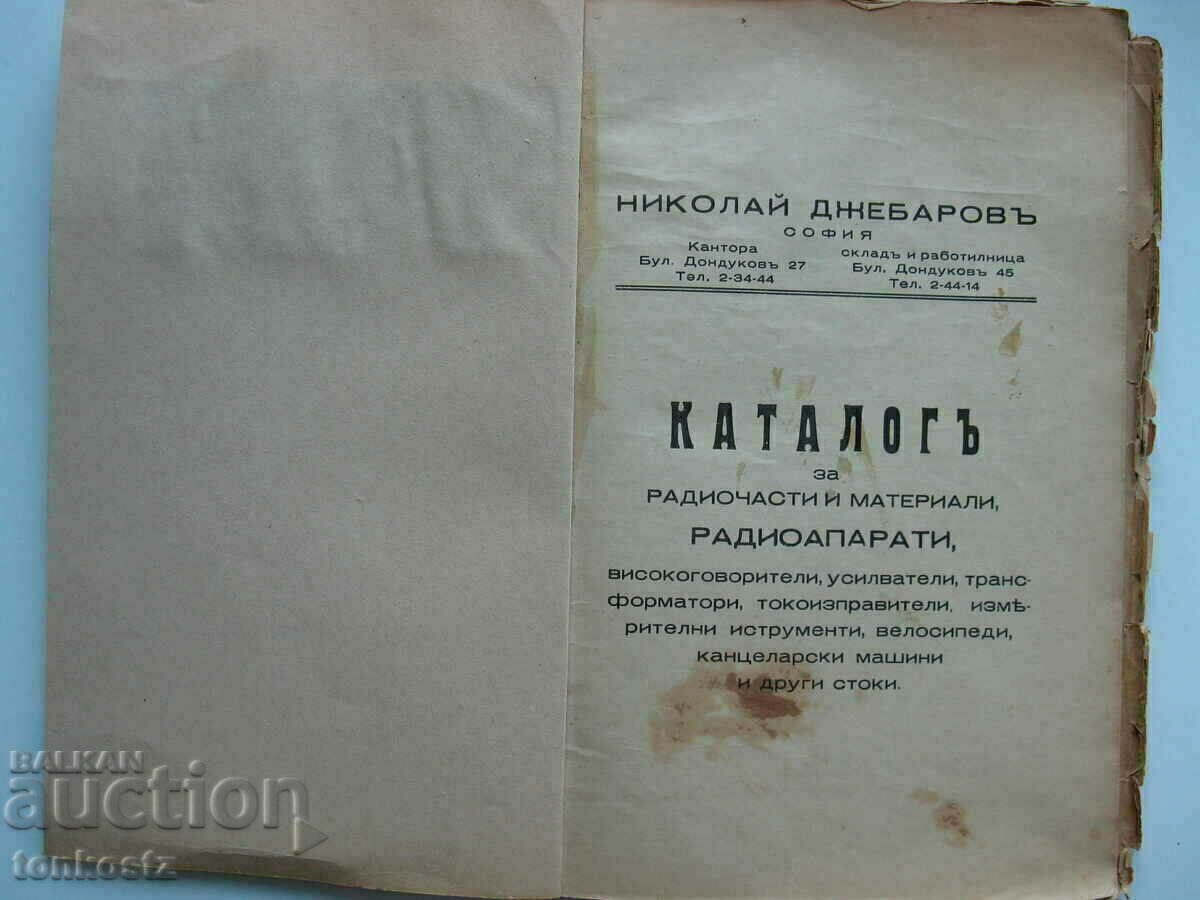 НИКОЛАЙ ДЖЕБАРОВЪ
СОФИЯ
Кантора
Бул. Дондуковъ 27
Тел. 2-34-44
складъ и работилница
Бул. Дондуковъ 45
Тел. 2-44-14
КАТАЛОГЪ
за
РАДИОЧАСТИ И МАТЕРИАЛИ,
РАДИОАПАРАТИ,
високоговорители, усилватели, транс-
форматори, токоизправители, измѣ-
рителни иструменти, велосипеди,
канцеларски машини
и други стоки.
BALKAN
auction
tonkostz